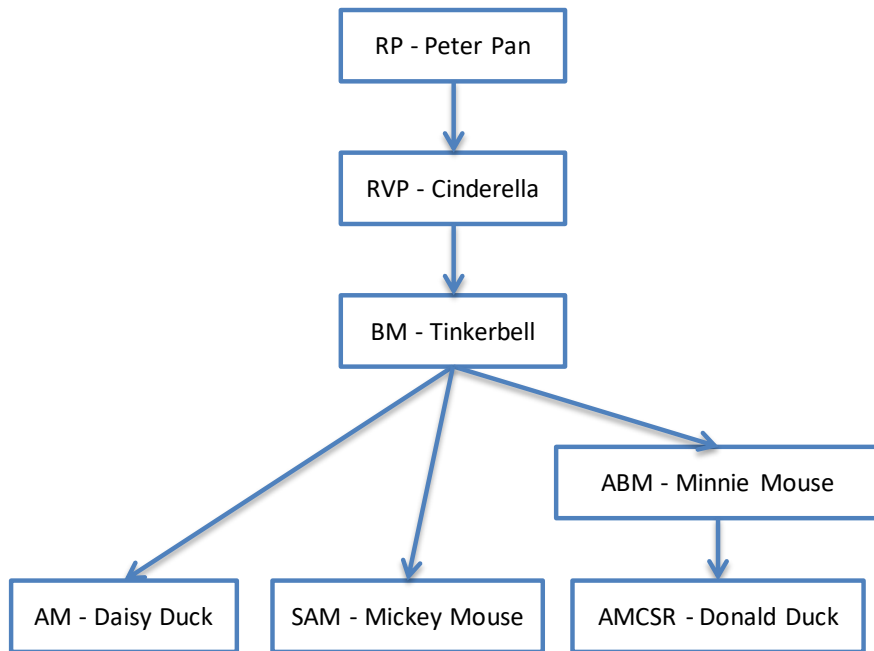 RP - Peter Pan
RVP - Cinderella
BM - Tinkerbell
ABM - Minnie Mouse
AM - Daisy Duck
SAM - Mickey Mouse
AMCSR - Donald Duck